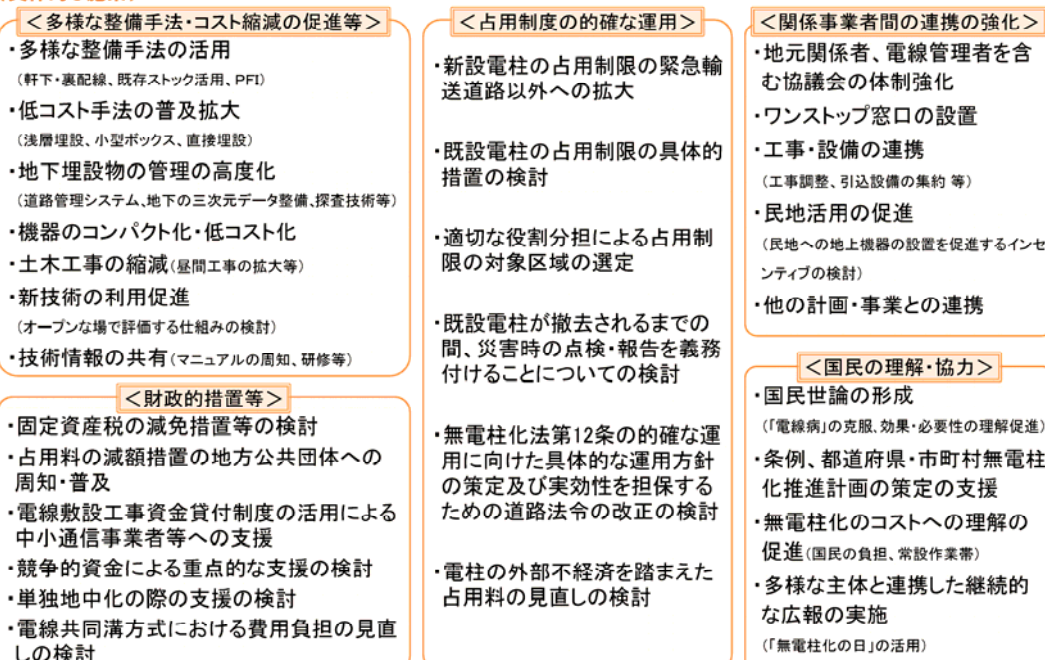 ＜多様な整備手法・コスト縮減の促進等＞
・多様な整備手法の活用
（軒下・裏配線、既存ストック活用、PFI）
・低コスト手法の普及拡大
（浅層埋設、小型ボックス、直接埋設）
・地下埋設物の管理の高度化
（道路管理システム、地下の三次元データ整備、探査技術等）
・機器のコンパクト化・低コスト化
・土木工事の縮減（昼間工事の拡大等）
・新技術の利用促進
（オープンな場で評価する仕組みの検討）
・技術情報の共有（マニュアルの周知、研修等）
＜財政的措置等＞
・固定資産税の減免措置等の検討
・占用料の減額措置の地方公共団体への
周知・普及
・電線敷設工事資金貸付制度の活用による
中小通信事業者等への支援
・競争的資金による重点的な支援の検討
・単独地中化の際の支援の検討
・電線共同溝方式における費用負担の見直
しの検討
＜占用制度の的確な運用＞
・新設電柱の占用制限の緊急輸
送道路以外への拡大
・既設電柱の占用制限の具体的
措置の検討
・適切な役割分担による占用制
限の対象区域の選定
・既設電柱が撤去されるまでの
間、災害時の点検・報告を義務
付けることについての検討
・無電柱化法第12条の的確な運
用に向けた具体的な運用方針
の策定及び実効性を担保する
ための道路法令の改正の検討
・電柱の外部不経済を踏まえた
占用料の見直しの検討
＜関係事業者間の連携の強化＞
・地元関係者、電線管理者を含
む協議会の体制強化
・ワンストップ窓口の設置
・工事・設備の連携
（工事調整、引込設備の集約 等）
・民地活用の促進
（民地への地上機器の設置を促進するインセ
ンティブの検討）
・他の計画・事業との連携
＜国民の理解・協力＞
・国民世論の形成
（「電線病」の克服、効果・必要性の理解促進）
・条例、都道府県・市町村無電柱
化推進計画の策定の支援
・無電柱化のコストへの理解の
促進（国民の負担、常設作業帯）
・多様な主体と連携した継続的
な広報の実施
（「無電柱化の日」の活用）